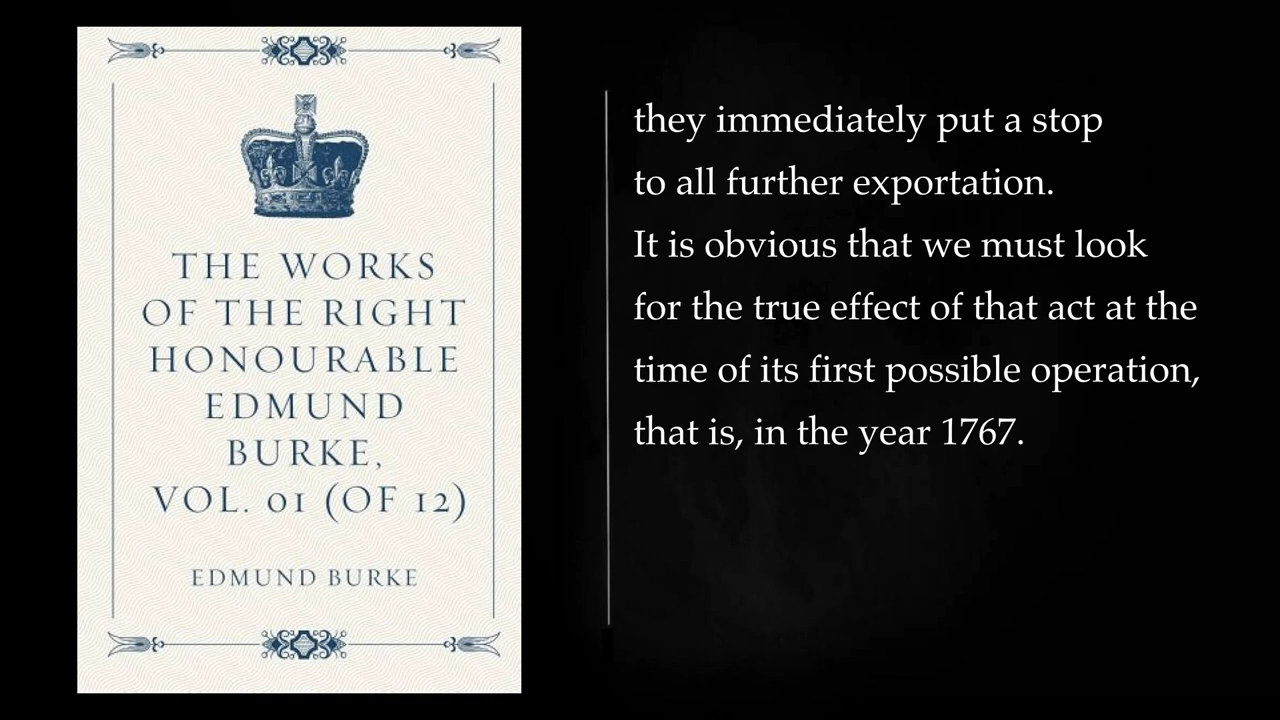 THE WORKS
OF THE RIGHT
HONOURABLE
EDMUND
BURKE,
VOL. 01 (OF 12)
EDMUND BURKE
they immediately put a stop
to all further exportation.
It is obvious that we must look
for the true effect of that act at the
time of its first possible operation,
that is, in the year 1767.